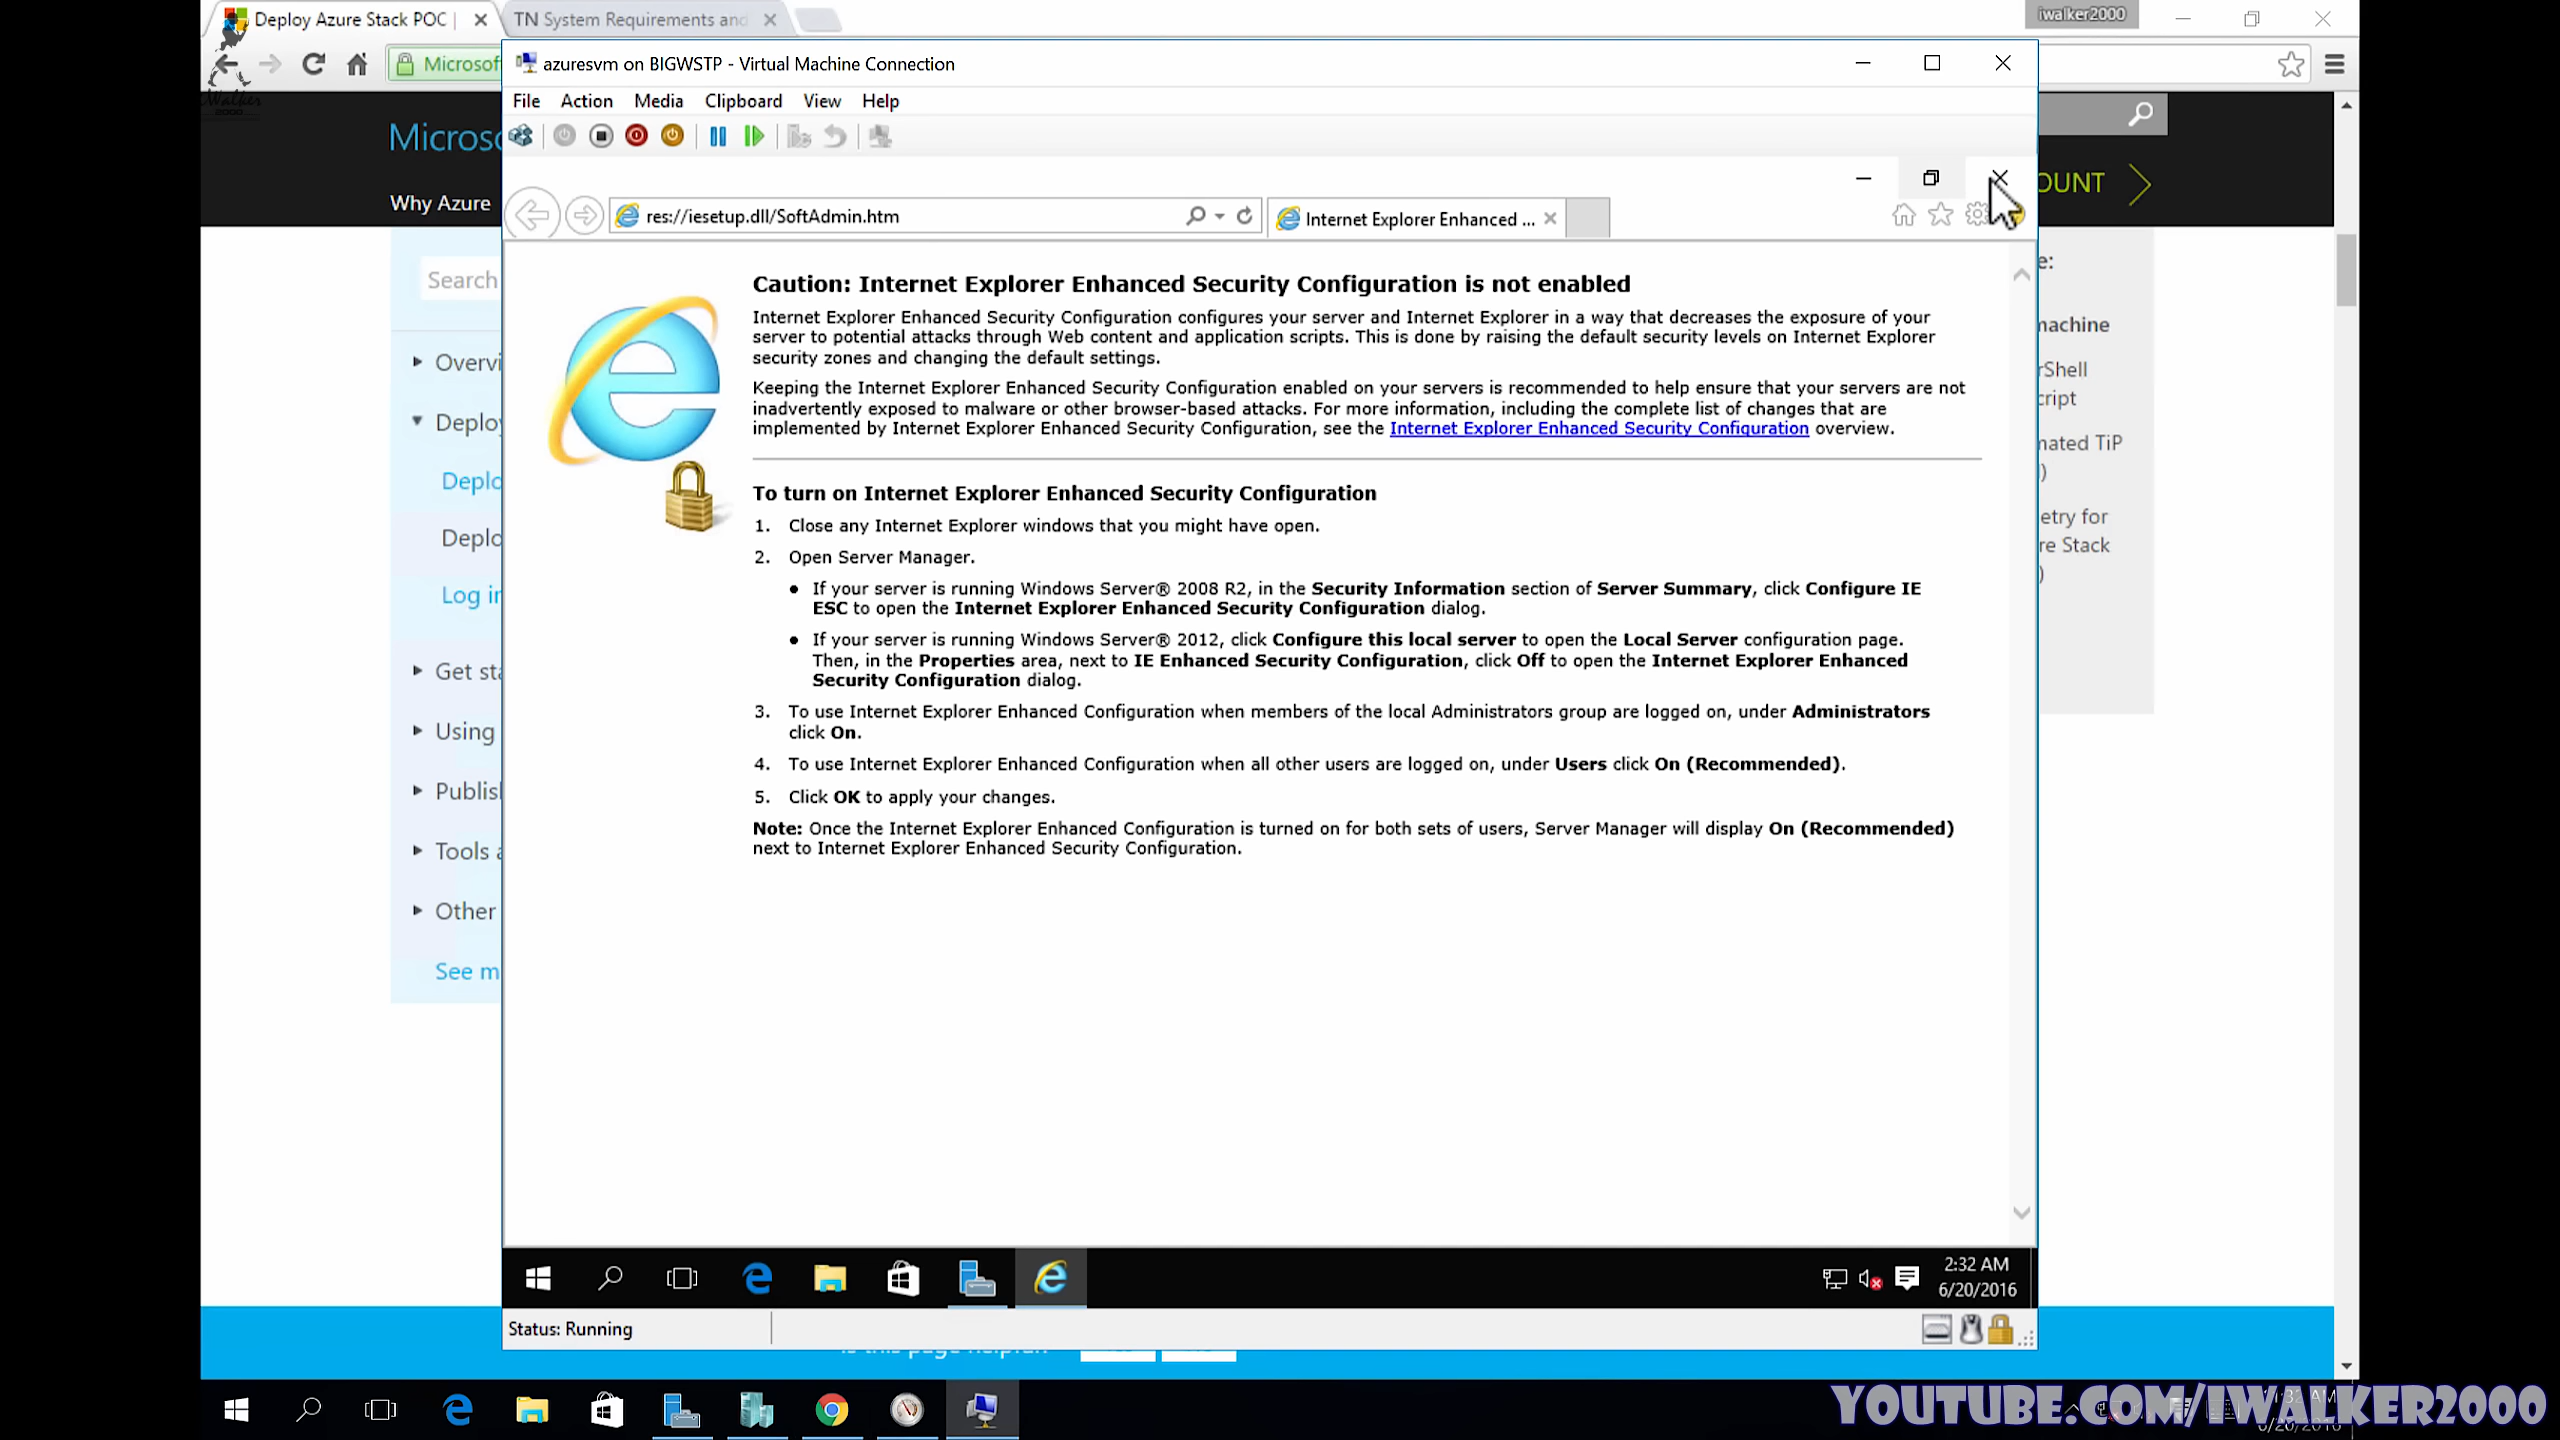 Deploy Azure Stack POC |
TN System Requirements and
iwalker2000
Microsof
azuresvm on BIGWSTP - Virtual Machine Connection
File Action Media Clipboard View Help
Microso
Why Azure
OUNT
res://iesetup.dll/SoftAdmin.htm
Internet Explorer Enhanced ...
iWalker
2000
Search
Overvi
Deploy
Deplo
Deplo
Log in
Get sta
Using
Publish
Tools a
Other
See m
Caution: Internet Explorer Enhanced Security Configuration is not enabled
Internet Explorer Enhanced Security Configuration configures your server and Internet Explorer in a way that decreases the exposure of your
server to potential attacks through Web content and application scripts. This is done by raising the default security levels on Internet Explorer
security zones and changing the default settings.
Keeping the Internet Explorer Enhanced Security Configuration enabled on your servers is recommended to help ensure that your servers are not
inadvertently exposed to malware or other browser-based attacks. For more information, including the complete list of changes that are
implemented by Internet Explorer Enhanced Security Configuration, see the Internet Explorer Enhanced Security Configuration overview.
To turn on Internet Explorer Enhanced Security Configuration
1. Close any Internet Explorer windows that you might have open.
2. Open Server Manager.
• If your server is running Windows Server® 2008 R2, in the Security Information section of Server Summary, click Configure IE
ESC to open the Internet Explorer Enhanced Security Configuration dialog.
• If your server is running Windows Server® 2012, click Configure this local server to open the Local Server configuration page.
Then, in the Properties area, next to IE Enhanced Security Configuration, click Off to open the Internet Explorer Enhanced
Security Configuration dialog.
3. To use Internet Explorer Enhanced Configuration when members of the local Administrators group are logged on, under Administrators
click On.
4. To use Internet Explorer Enhanced Configuration when all other users are logged on, under Users click On (Recommended).
5. Click OK to apply your changes.
Note: Once the Internet Explorer Enhanced Configuration is turned on for both sets of users, Server Manager will display On (Recommended)
next to Internet Explorer Enhanced Security Configuration.
e:
machine
rShell
cript
mated TiP
)
etry for
re Stack
)
2:32 AM
6/20/2016
Status: Running
Is this page helpful?
YOUTUBE.COM/IWALKER2000